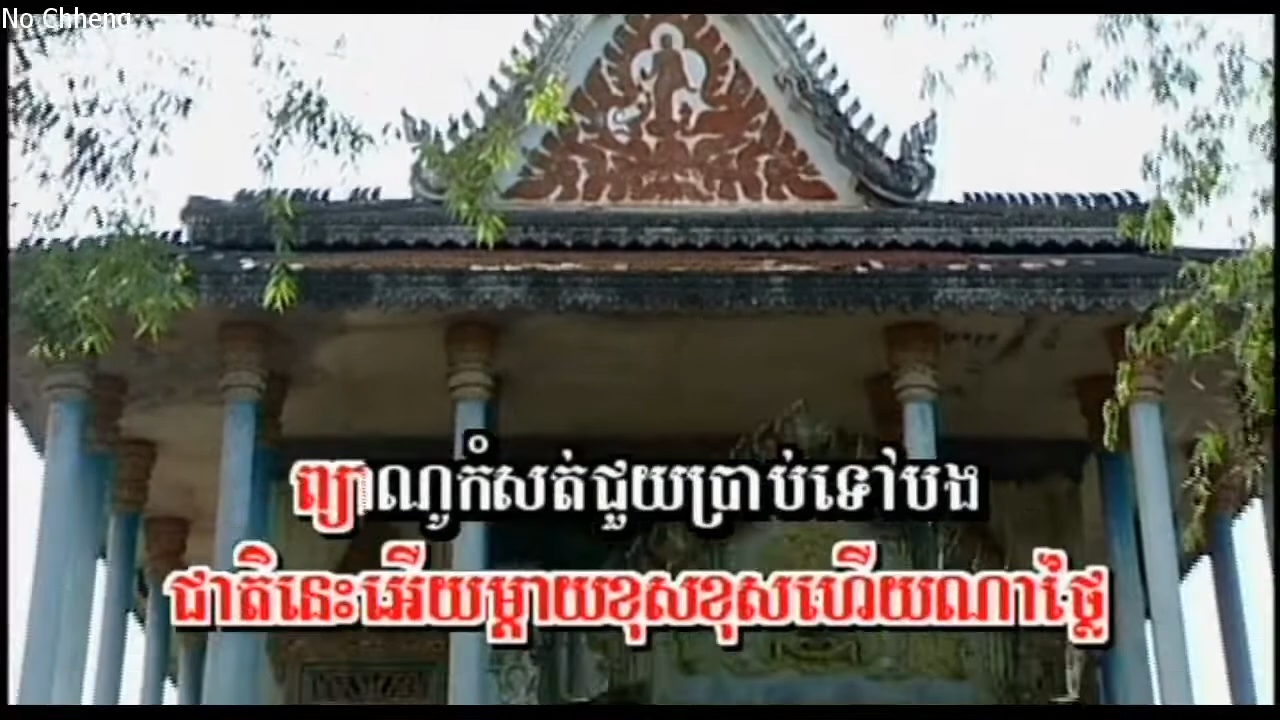 No Chheng
ព្យាណូកំសត់ជួយប្រាប់ទៅបង
ជាតិនេះអើយម្ដាយខុសខុសហើយណាថ្លៃ